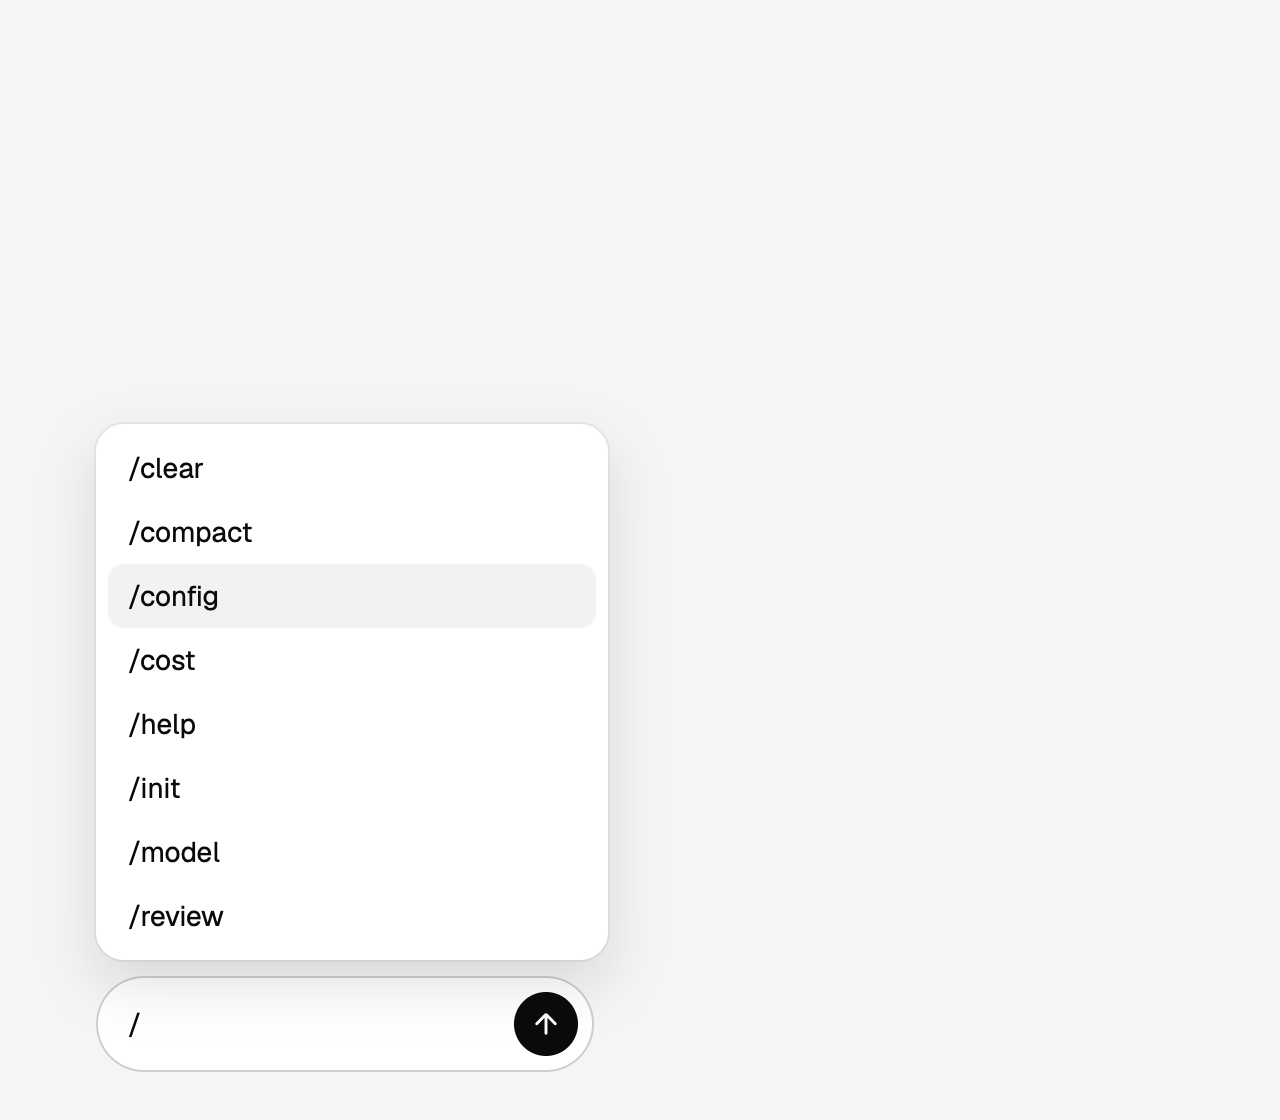 /clear
/compact
/config
/cost
/help
/init
/model
/review
/